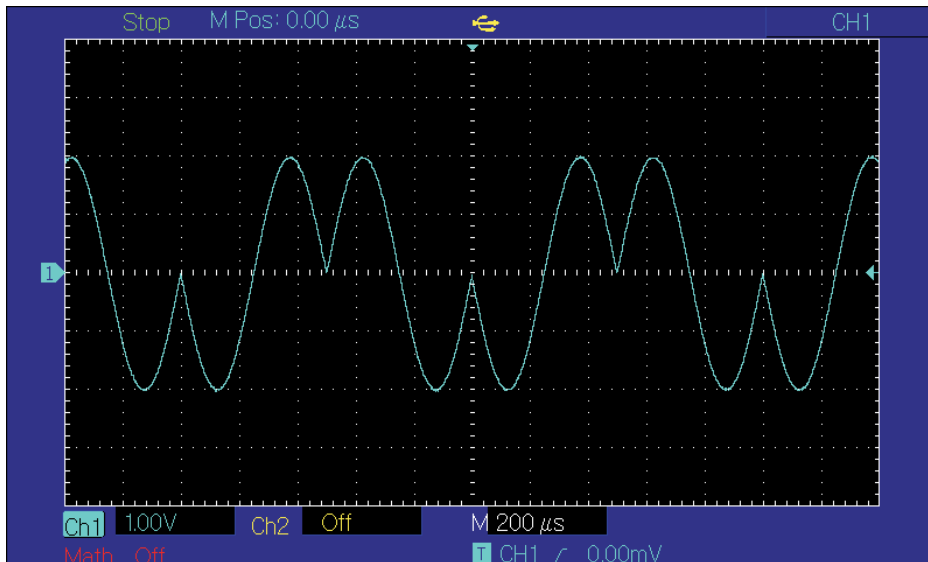 Stop M Pos: 0.00 μs CH1
1
Ch1 1.00V Ch2 Off M 200 μs
Math Off T CH1 0.00mV